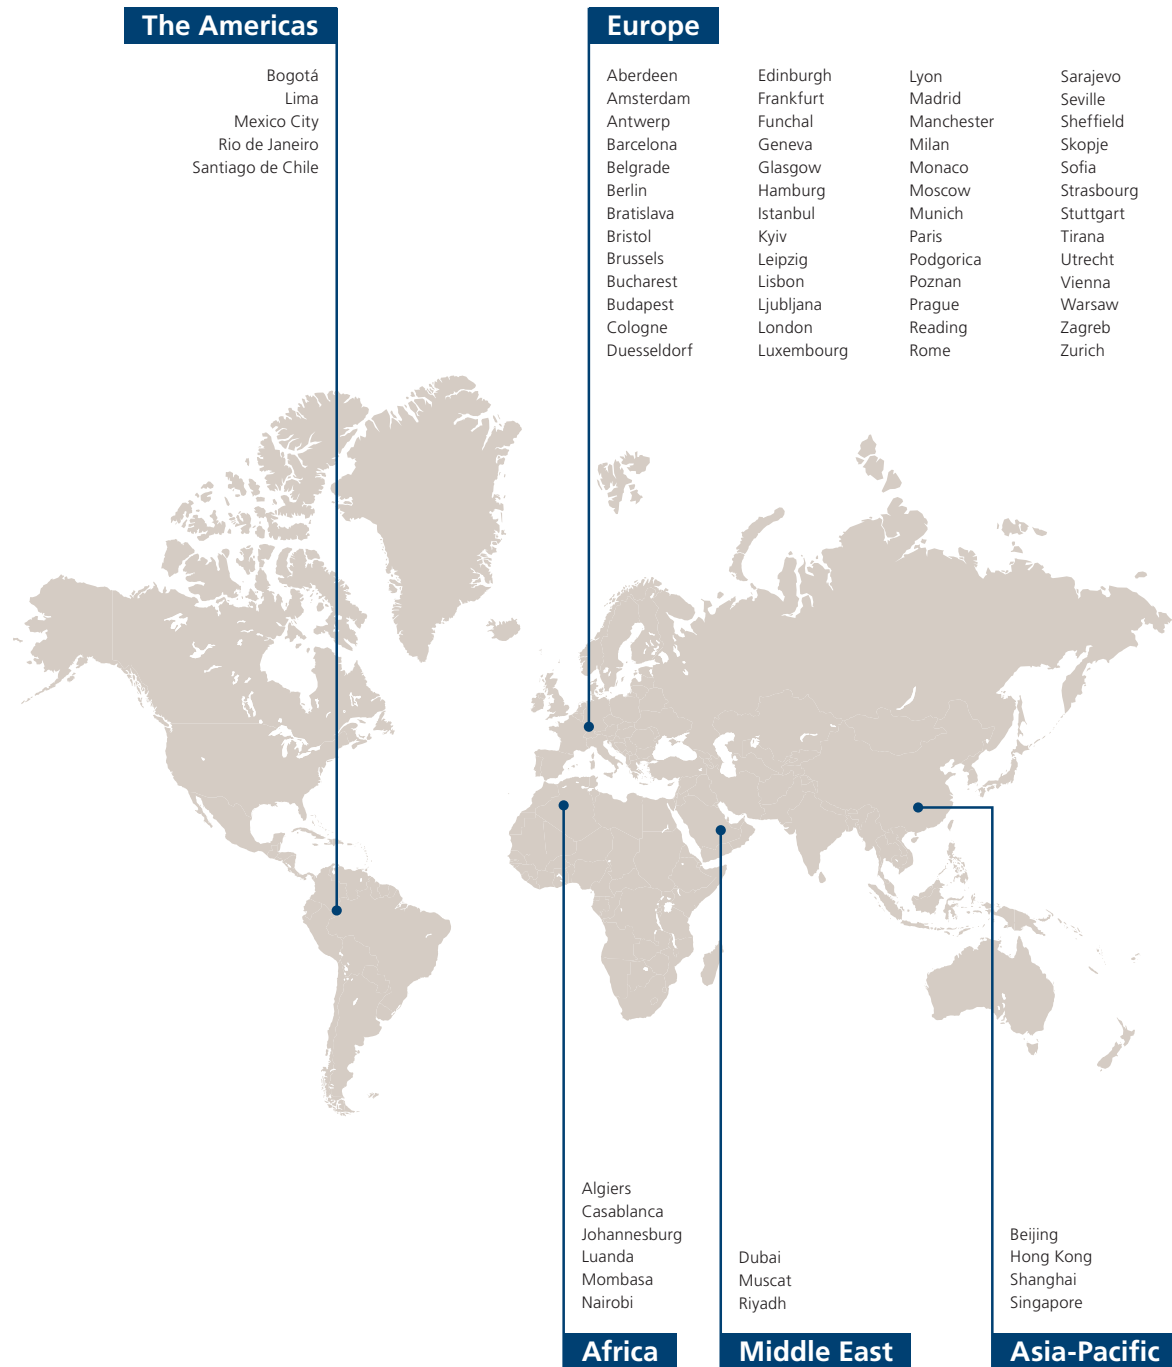 The Americas
Bogotá
Lima
Mexico City
Rio de Janeiro
Santiago de Chile
Europe
Aberdeen
Amsterdam
Antwerp
Barcelona
Belgrade
Berlin
Bratislava
Bristol
Brussels
Bucharest
Budapest
Cologne
Duesseldorf
Edinburgh
Frankfurt
Funchal
Geneva
Glasgow
Hamburg
Istanbul
Kyiv
Leipzig
Lisbon
Ljubljana
London
Luxembourg
Lyon
Madrid
Manchester
Milan
Monaco
Moscow
Munich
Paris
Podgorica
Poznan
Prague
Reading
Rome
Sarajevo
Seville
Sheffield
Skopje
Sofia
Strasbourg
Stuttgart
Tirana
Utrecht
Vienna
Warsaw
Zagreb
Zurich
Algiers
Casablanca
Johannesburg
Luanda
Mombasa
Nairobi
Africa
Dubai
Muscat
Riyadh
Middle East
Beijing
Hong Kong
Shanghai
Singapore
Asia-Pacific